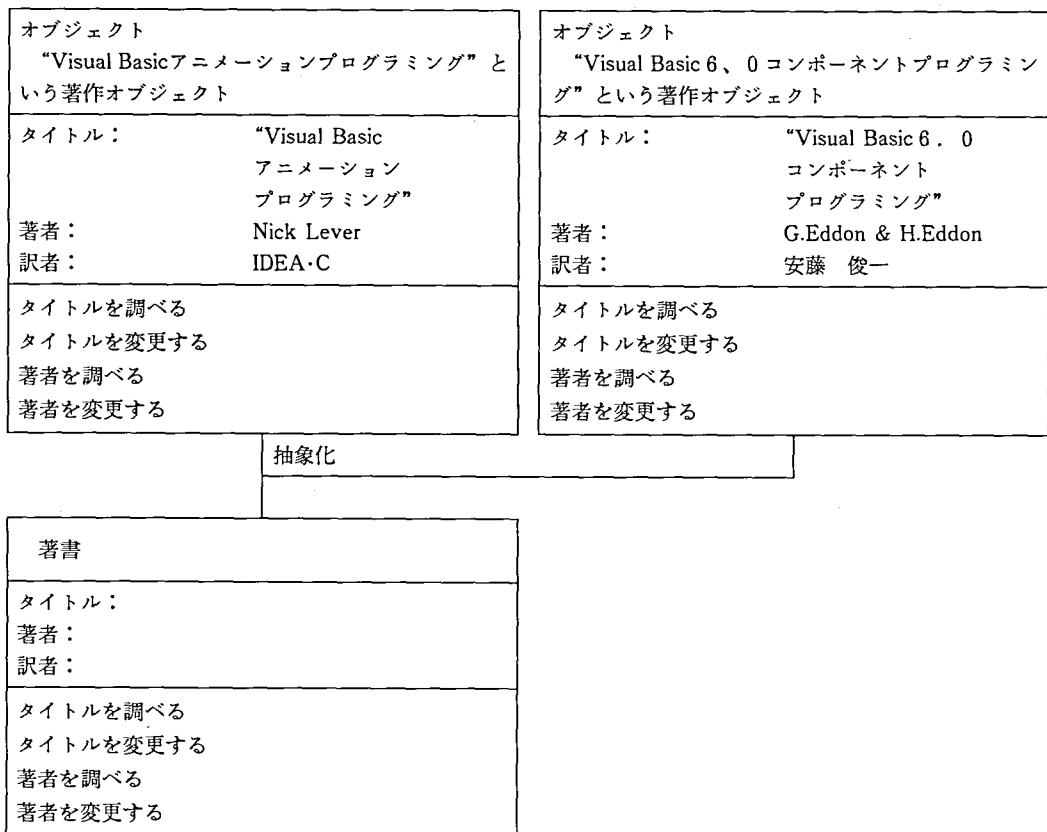 オブジェクト
“Visual Basicアニメーションプログラミング”と
いう著作オブジェクト
タイトル： “Visual Basic
アニメーション
プログラミング”
著者： Nick Lever
訳者： IDEA・C
タイトルを調べる
タイトルを変更する
著者を調べる
著者を変更する
オブジェクト
“Visual Basic６、０コンポーネントプログラミン
グ”という著作オブジェクト
タイトル： “Visual Basic６．０
コンポーネント
プログラミング”
著者： G.Eddon & H.Eddon
訳者： 安藤　俊一
タイトルを調べる
タイトルを変更する
著者を調べる
著者を変更する
抽象化
著書
タイトル：
著者：
訳者：
タイトルを調べる
タイトルを変更する
著者を調べる
著者を変更する